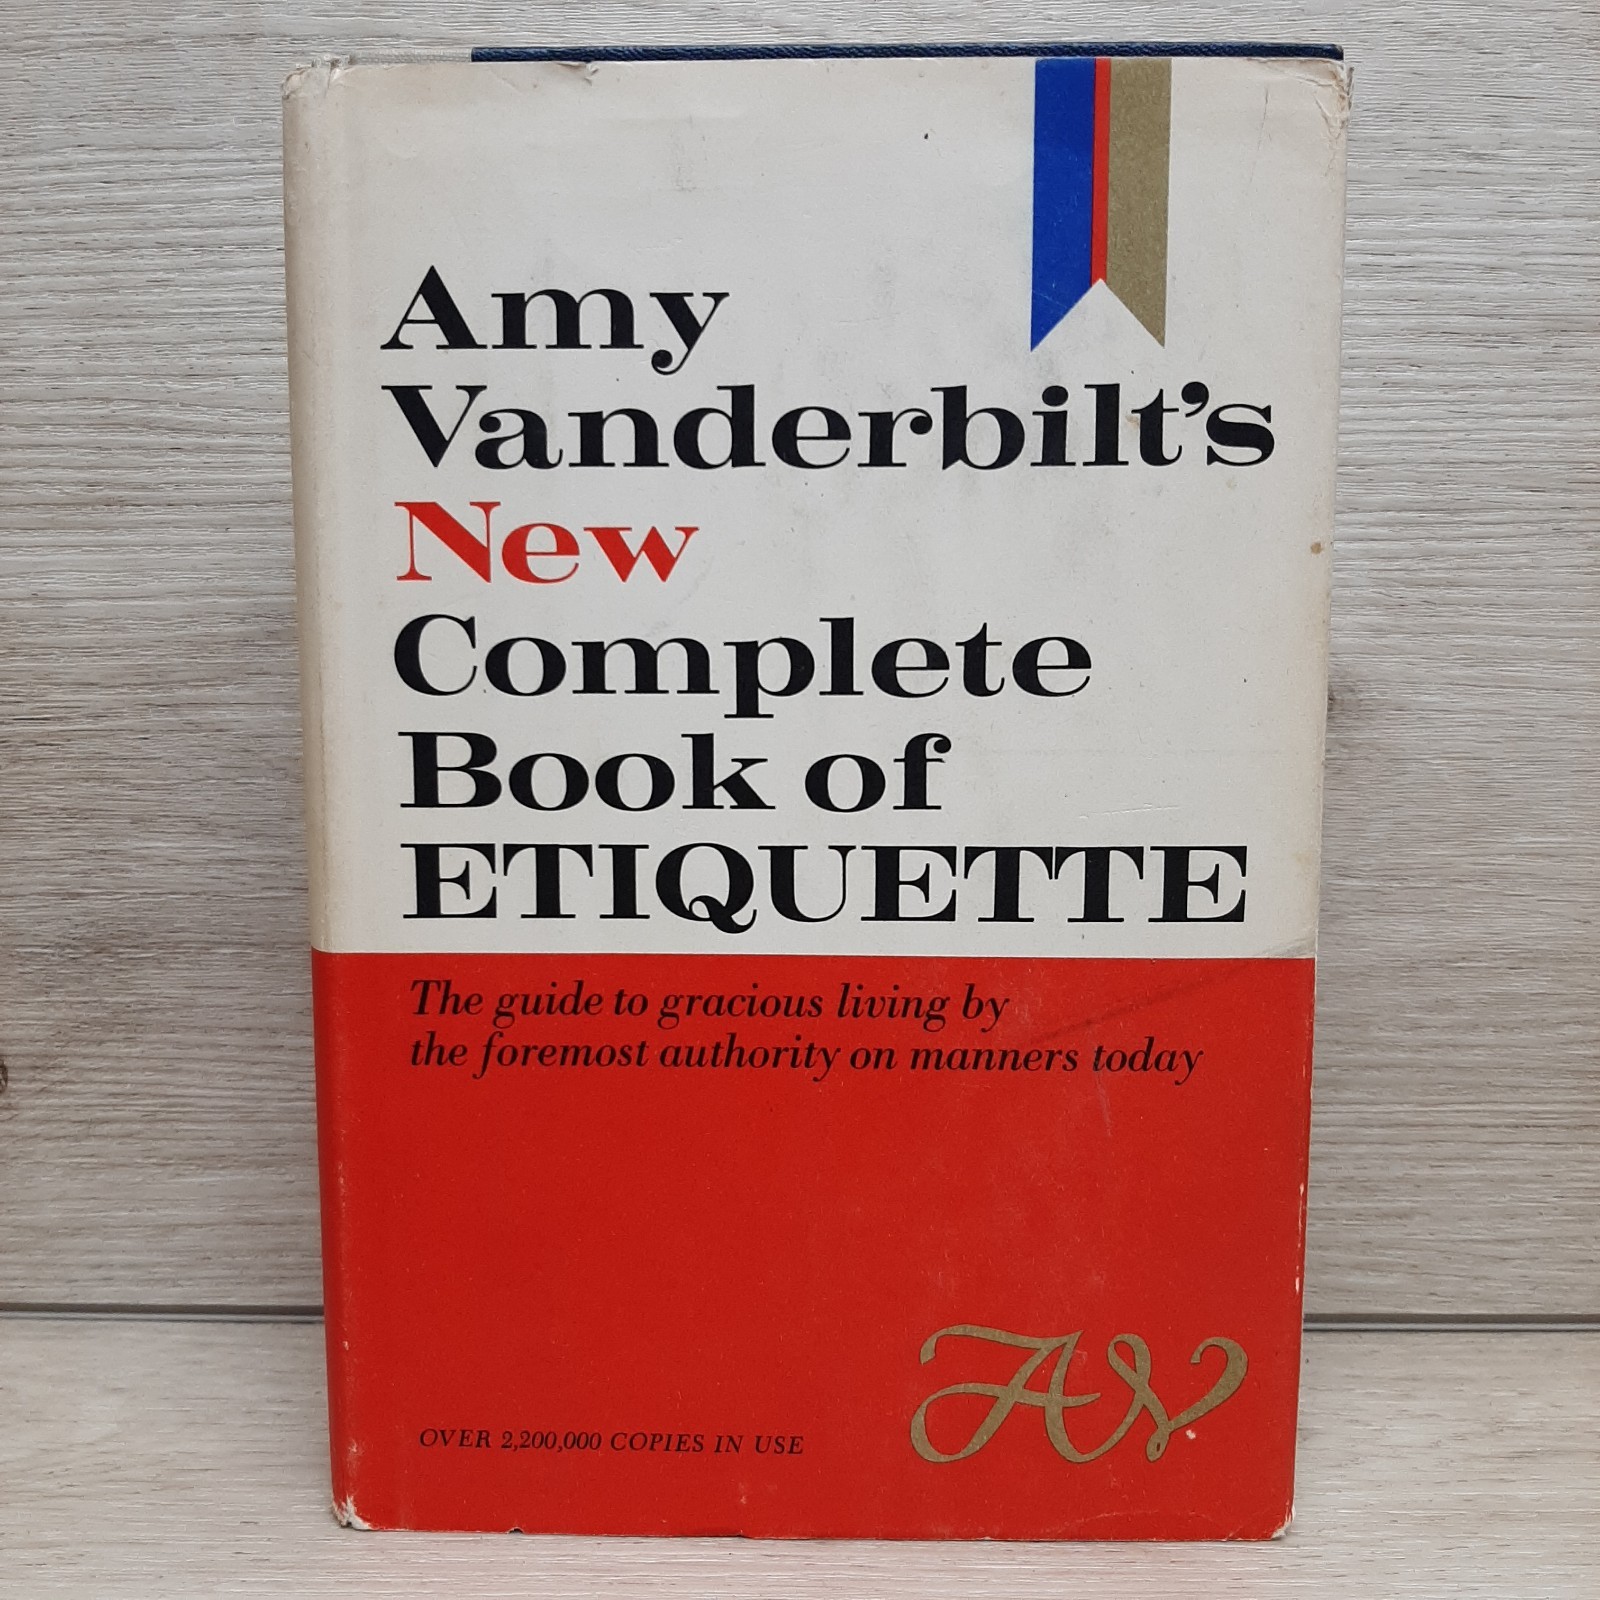 Amy
Vanderbilt's
New
Complete
Book of
ETIQUETTE
The guide to gracious living by
the foremost authority on manners today
AV
OVER 2,200,000 COPIES IN USE